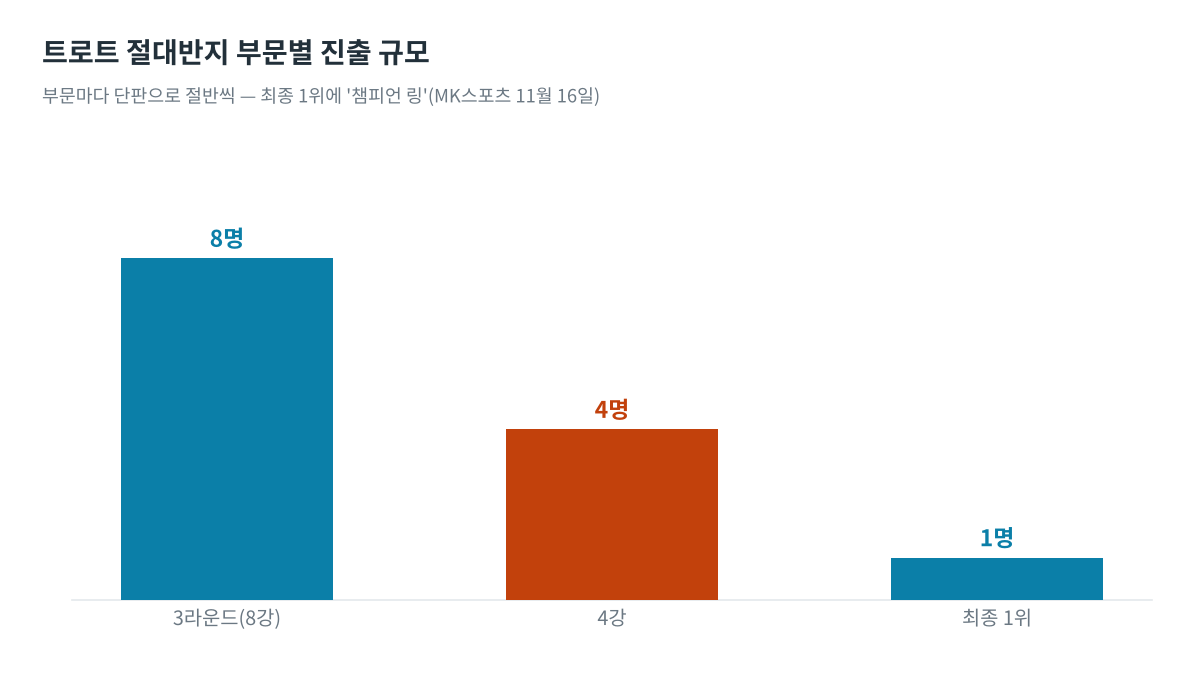 트로트 절대반지 부문별 진출 규모
부문마다 단판으로 절반씩 — 최종 1위에 '챔피언 링'(MK스포츠 11월 16일)
8명
4명
1명
3라운드(8강)
4강
최종 1위